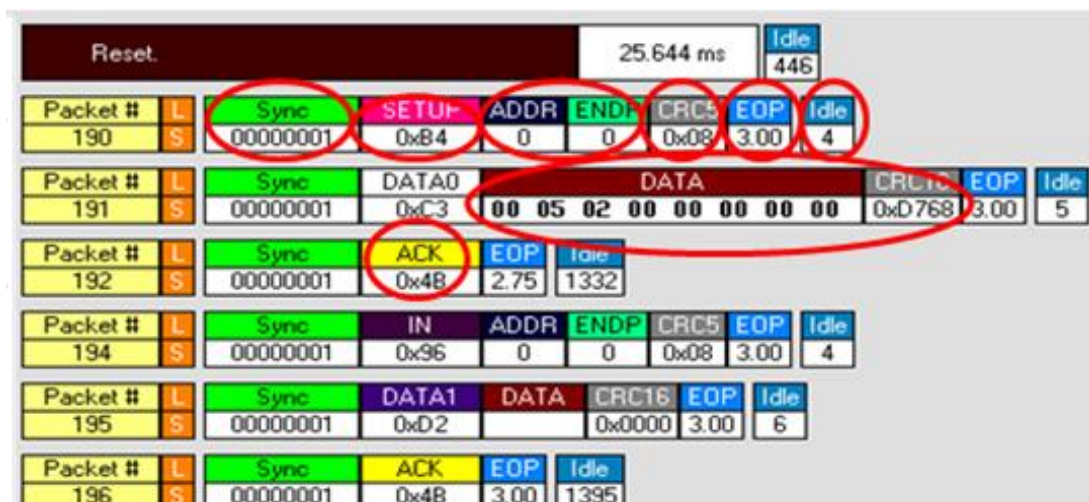 Reset. 25.644 ms Idle
446
Packet # L Sync SETUP ADDR ENDP CRC5 EOP Idle
190 S 00000001 0xB4 0 0 0x08 3.00 4
Packet # L Sync DATA0 DATA CRC16 EOP Idle
191 S 00000001 0xC3 00 05 02 00 00 00 00 00 0xD768 3.00 5
Packet # L Sync ACK EOP Idle
192 S 00000001 0x4B 2.75 1332
Packet # L Sync IN ADDR ENDP CRC5 EOP Idle
194 S 00000001 0x96 0 0 0x08 3.00 4
Packet # L Sync DATA1 DATA CRC16 EOP Idle
195 S 00000001 0xD2 0x0000 3.00 6
Packet # L Sync ACK EOP Idle
196 S 00000001 0x4B 3.00 1395